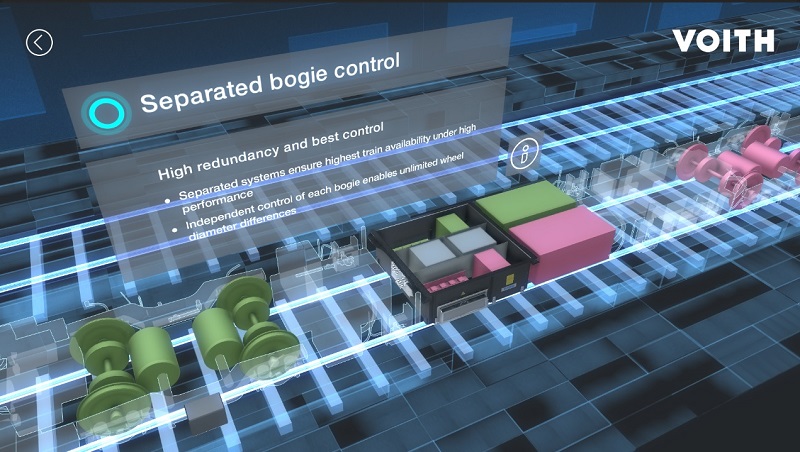 VOITH
Separated bogie control
High redundancy and best control
• Separated systems ensure highest train availability under high
performance
• Independent control of each bogie enables unlimited wheel
diameter differences
i